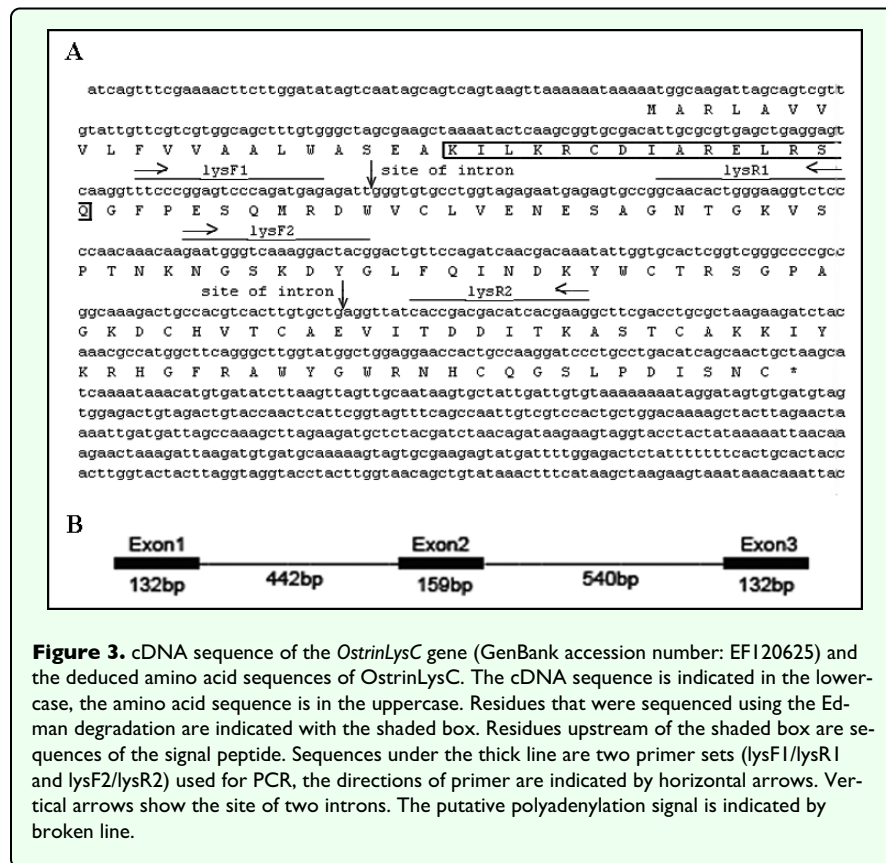 A
atcagtttcgaaaacttcttggatatagtcaatagcagtcagtaagttaaaaaataaaaatggcaagattagcagtcgtt
M A R L A V V
gtattgttcgtcgtggcagctttgtgggctagcgaagctaaaatactcaagcggtgcgacattgcgcgtgagctgaggagt
V L F V V A A L W A S E A K I L K R C D I A R E L R S
lysF1 site of intron lysR1
caaggtttcccggagtcccagatgagagattgggtgtgcctggtagagaatgagagtgccggcaacactgggaaggtctcc
Q G F P E S Q M R D W V C L V E N E S A G N T G K V S
lysF2
ccaacaaacaagaatgggtcaaaggactacggactgttccagatcaacgacaaatattggtgcactcggtcgggccccgcc
P T N K N G S K D Y G L F Q I N D K Y W C T R S G P A
site of intron lysR2
ggcaaagactgccacgtcacttgtgctgaggttatcaccgacgacatcacgaaggcttcgacctgcgctaagaagatctac
G K D C H V T C A E V I T D D I T K A S T C A K K I Y
aaacgccatggcttcagggcttggtatggctggaggaaccactgccaaggatccctgcctgacatcagcaactgctaagca
K R H G F R A W Y G W R N H C Q G S L P D I S N C *
tcaaaataaacatgtgatatcttaagttagttgcaataagtgctattgattgtgtaaaaaaaataggatagtgtgatgtag
tggagactgtagactgtaccaactcattcggtagtttcagccaattgtcgtccactgctggacaaaagctacttagaacta
aaattgatgattagccaaagcttagaagatgctctacgatctaacagataagaagtaggtacctactataaaaattaacaa
agaactaaagattaagatgtgatgcaaaaagtagtgcgaagagtatgattttggagactctatttttttcactgcactacc
acttggtactacttaggtaggtacctacttggtaacagctgtataaactttcataagctaagaagtaaataaacaaattac
B
Exon1 Exon2 Exon3
132bp 442bp 159bp 540bp 132bp
Figure 3. cDNA sequence of the OstrinLysC gene (GenBank accession number: EF120625) and
the deduced amino acid sequences of OstrinLysC. The cDNA sequence is indicated in the lower-
case, the amino acid sequence is in the uppercase. Residues that were sequenced using the Ed-
man degradation are indicated with the shaded box. Residues upstream of the shaded box are se-
quences of the signal peptide. Sequences under the thick line are two primer sets (lysF1/lysR1
and lysF2/lysR2) used for PCR, the directions of primer are indicated by horizontal arrows. Ver-
tical arrows show the site of two introns. The putative polyadenylation signal is indicated by
broken line.